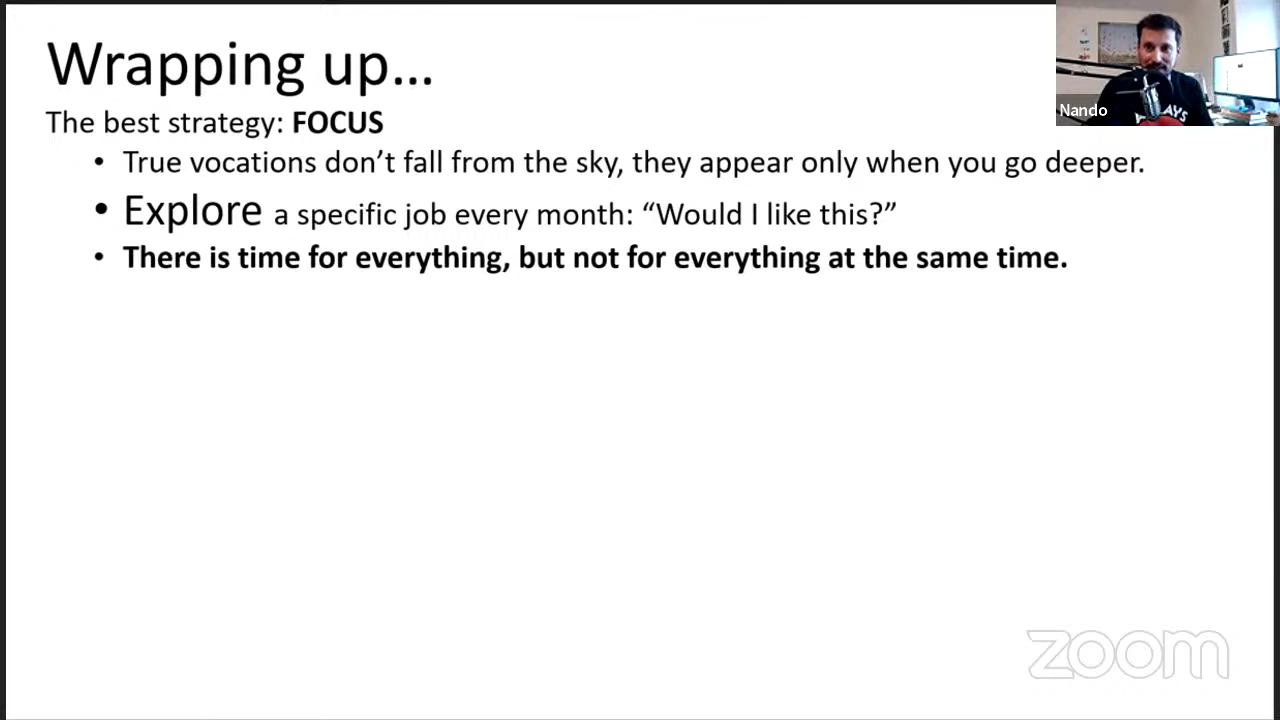 Wrapping up...
The best strategy: FOCUS
• True vocations don’t fall from the sky, they appear only when you go deeper.
• Explore a specific job every month: “Would I like this?”
• There is time for everything, but not for everything at the same time.
Nando
zoom